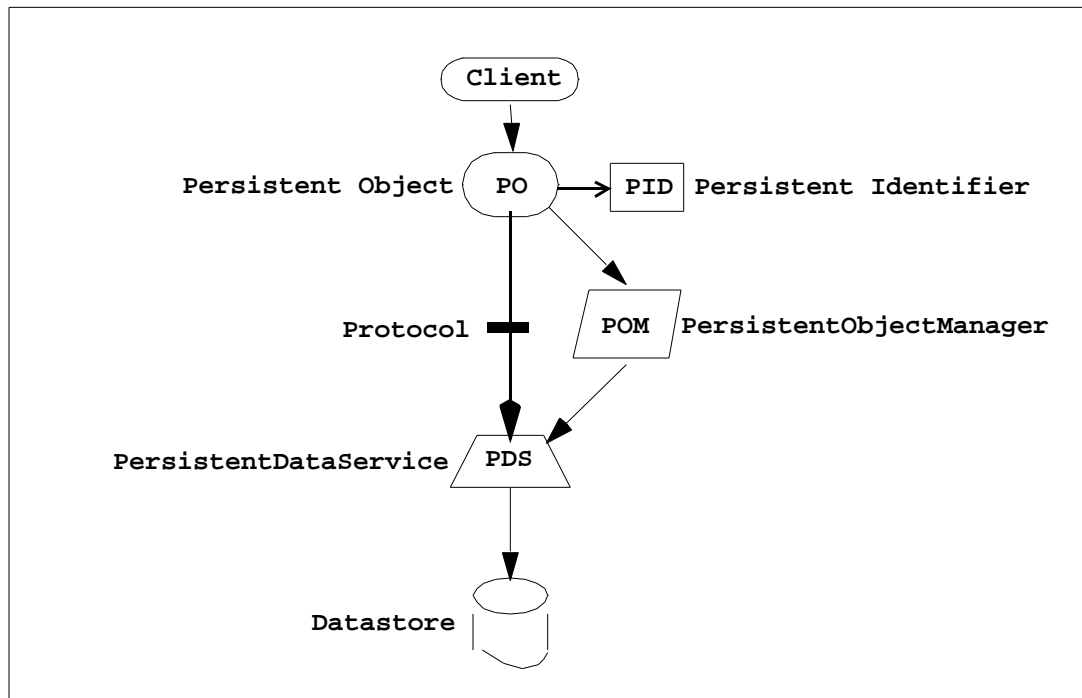 Client
Persistent Object PO PID Persistent Identifier
Protocol POM PersistentObjectManager
PersistentDataService PDS
Datastore